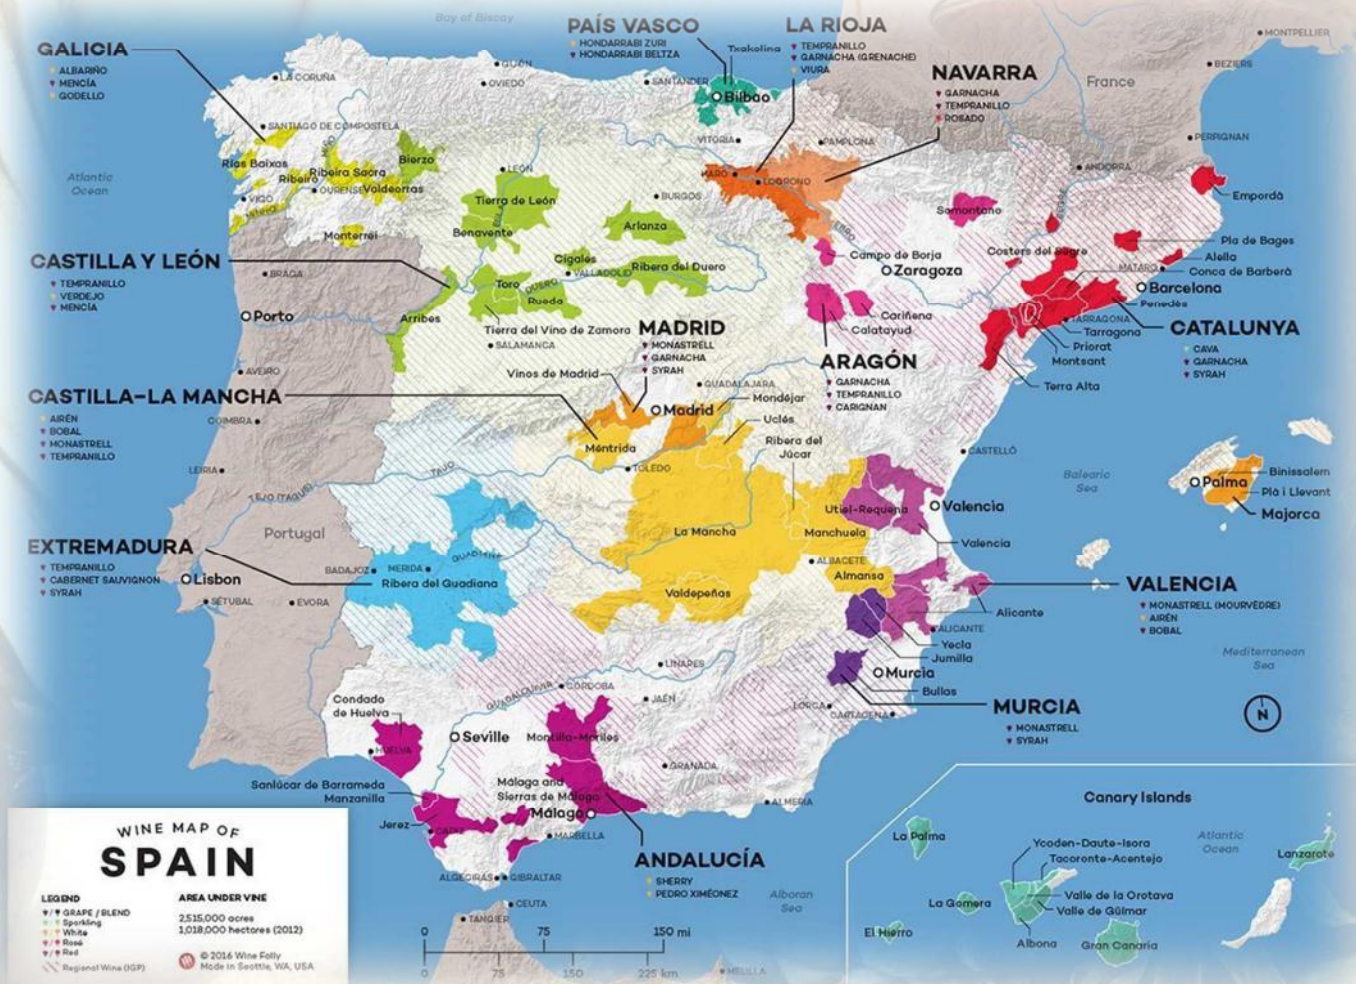 Bay of Biscay
PAÍS VASCO
HONDARRABI ZURI
HONDARRABI BELTZA
Txakolina
LA RIOJA
TEMPRANILLO
GARNACHA (GRENACHE)
VIURA
NAVARRA
GARNACHA
TEMPRANILLO
ROSADO
GALICIA
ALBARIÑO
MENCÍA
GODELLO
LA CORUÑA
GIJÓN
OVIEDO
SANTANDER
Bilbao
France
MONTPELLIER
BEZIERS
PERPIGNAN
ANDORRA
SANTIAGO DE COMPOSTELA
VITORIA
PAMPLONA
Atlantic
Ocean
Rías Baixas
Ribeiro
Ribeira Sacra
Bierzo
OURENSE
Valdeorras
MIÑO
VIGO
Monterrei
LEÓN
Tierra de León
Benavente
BURGOS
Arlanza
HARO
LOGROÑO
EBRO
Somontano
Empordà
Costers del Segre
Pla de Bages
Alella
MATARO
Conca de Barberà
Barcelona
Penedès
CASTILLA Y LEÓN
TEMPRANILLO
VERDEJO
MENCÍA
BRAGA
Porto
Cigales
VALLADOLID
Ribera del Duero
Toro
DUERO
Rueda
Arribes
Tierra del Vino de Zamora
SALAMANCA
Campo de Borja
Zaragoza
Cariñena
Calatayud
TARRAGONA
Tarragona
Priorat
Montsant
Terra Alta
CATALUNYA
CAVA
GARNACHA
SYRAH
MADRID
MONASTRELL
GARNACHA
SYRAH
Vinos de Madrid
GUADALAJARA
Mondéjar
Madrid
Uclés
ARAGÓN
GARNACHA
TEMPRANILLO
CARIGNAN
AVEIRO
CASTILLA–LA MANCHA
AIRÉN
BOBAL
MONASTRELL
TEMPRANILLO
COIMBRA
LEIRIA
Méntrida
TOLEDO
TAJO
TEJO (TAGUS)
Ribera del
Júcar
CASTELLÓ
Balearic
Sea
Palma
Binissalem
Plà i Llevant
Majorca
Portugal
La Mancha
Manchuela
Utiel-Requena
Valencia
Valencia
ALBACETE
Almansa
Valdepeñas
EXTREMADURA
TEMPRANILLO
CABERNET SAUVIGNON
SYRAH
Lisbon
SÉTUBAL
EVORA
BADAJOZ
MERIDA
GUADIANA
Ribera del Guadiana
VALENCIA
MONASTRELL (MOURVÈDRE)
AIRÉN
BOBAL
Alicante
ALICANTE
Yecla
Jumilla
Murcia
Bullas
Mediterranean
Sea
MURCIA
MONASTRELL
SYRAH
N
LINARES
CÓRDOBA
GUADALQUIVIR
JAÉN
LORCA
CARTAGENA
Condado
de Huelva
HUELVA
Seville
Montilla-Moriles
GRANADA
Sanlúcar de Barrameda
Manzanilla
Málaga and
Sierras de Málaga
Málaga
ALMERIA
Jerez
CADIZ
MARBELLA
ANDALUCÍA
SHERRY
PEDRO XIMÉONEZ
ALGECIRAS
GIBRALTAR
CEUTA
TANGIER
Alboran
Sea
MELILLA
0 75 150 mi
0 75 150 225 km
Canary Islands
La Palma
Ycoden-Daute-Isora
Tacoronte-Acentejo
Atlantic
Ocean
Lanzarote
La Gomera
Valle de la Orotava
Valle de Güímar
El Hierro
Abona
Gran Canaria
WINE MAP OF
SPAIN
LEGEND
GRAPE / BLEND
Sparkling
White
Rosé
Red
Regional Wine (IGP)
AREA UNDER VINE
2,515,000 acres
1,018,000 hectares (2012)
© 2016 Wine Folly
Made in Seattle, WA, USA